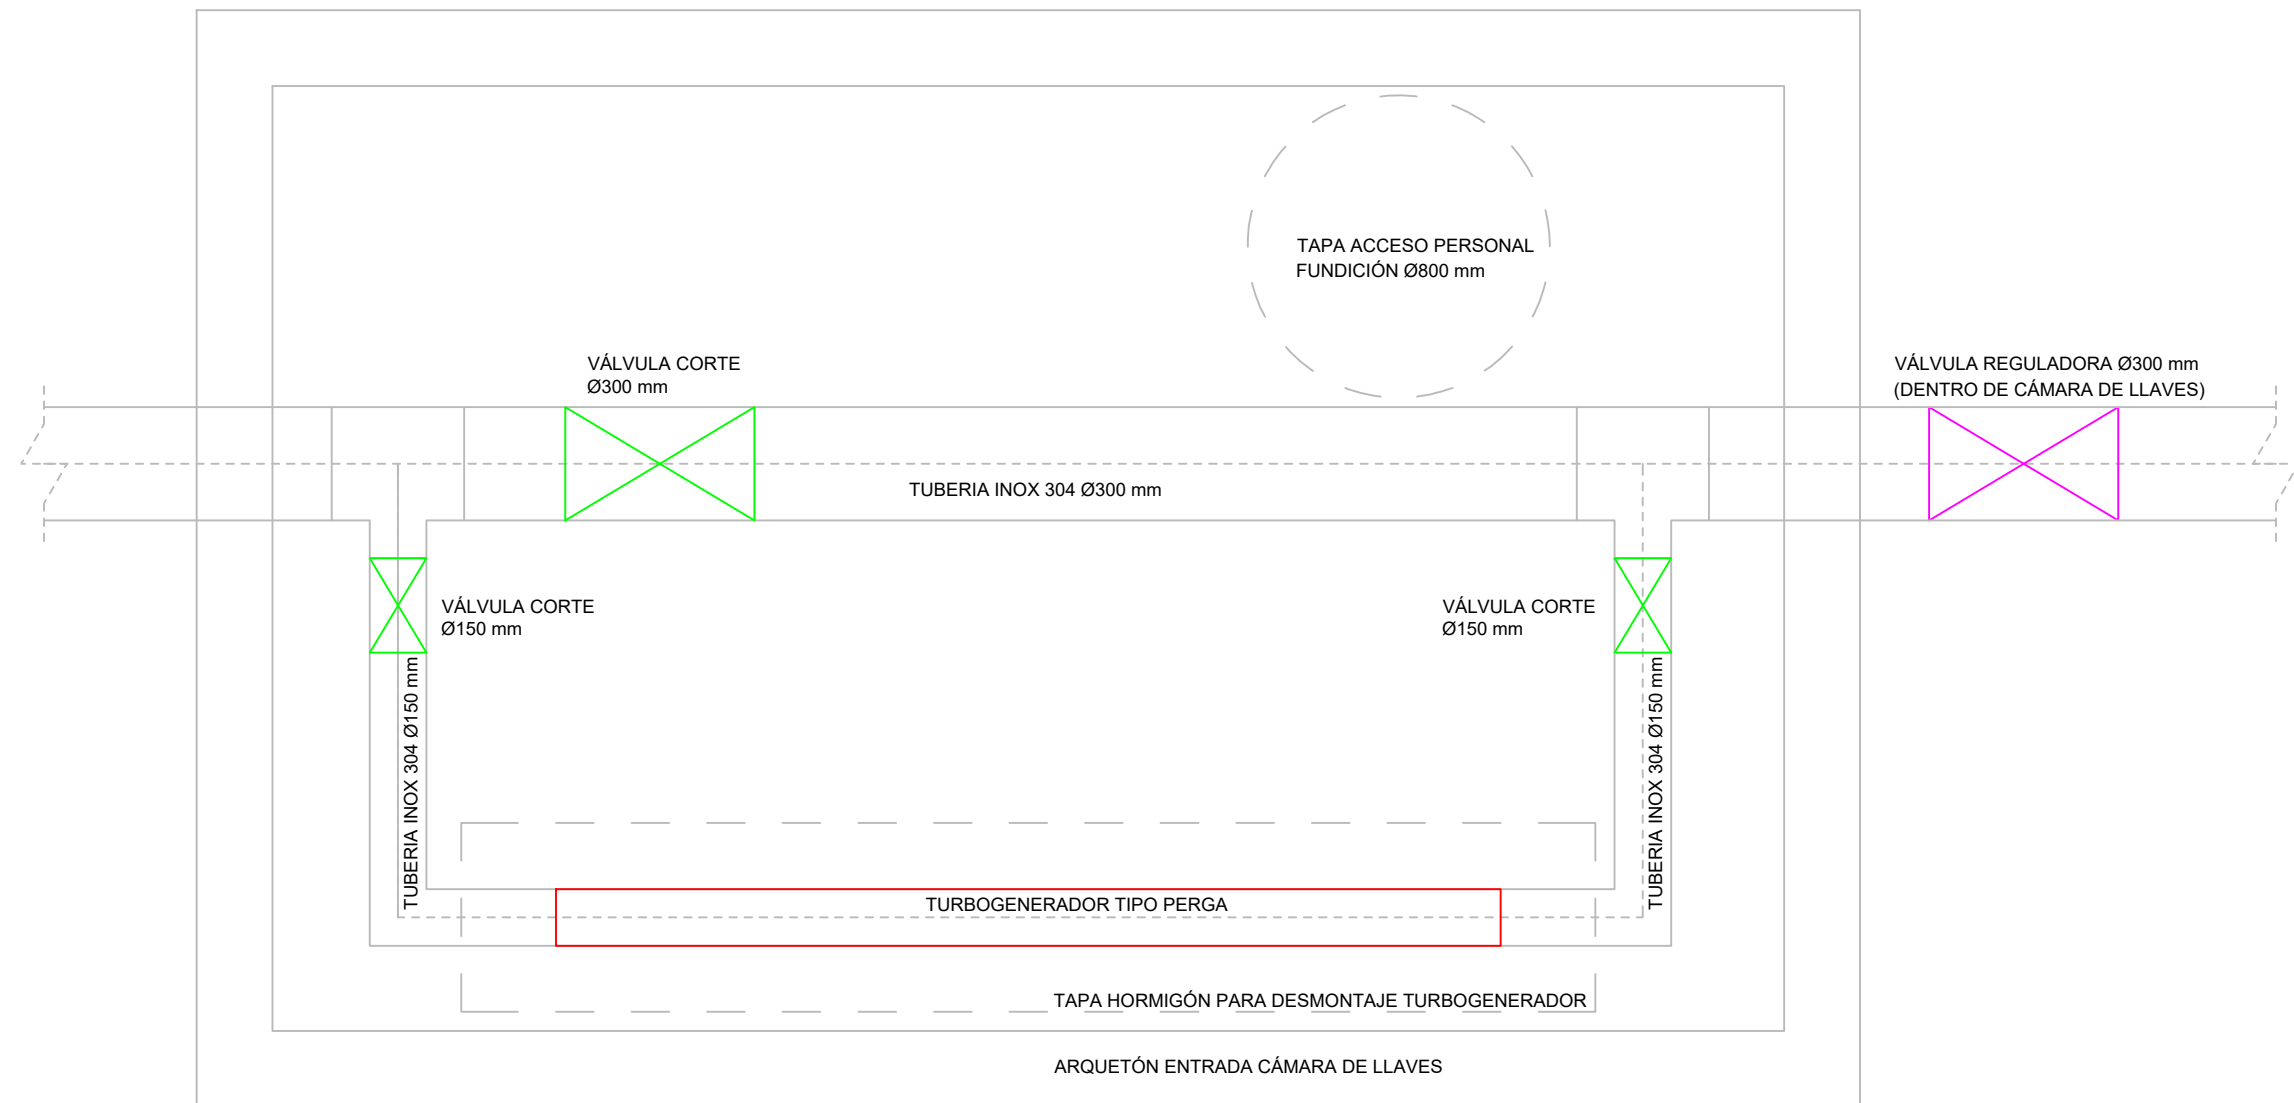 TAPA ACCESO PERSONAL
FUNDICIÓN Ø800 mm
VÁLVULA CORTE
Ø300 mm
VÁLVULA REGULADORA Ø300 mm
(DENTRO DE CÁMARA DE LLAVES)
TUBERIA INOX 304 Ø300 mm
VÁLVULA CORTE
Ø150 mm
VÁLVULA CORTE
Ø150 mm
TUBERIA INOX 304 Ø150 mm
TUBERIA INOX 304 Ø150 mm
TURBOGENERADOR TIPO PERGA
TAPA HORMIGÓN PARA DESMONTAJE TURBOGENERADOR
ARQUETÓN ENTRADA CÁMARA DE LLAVES